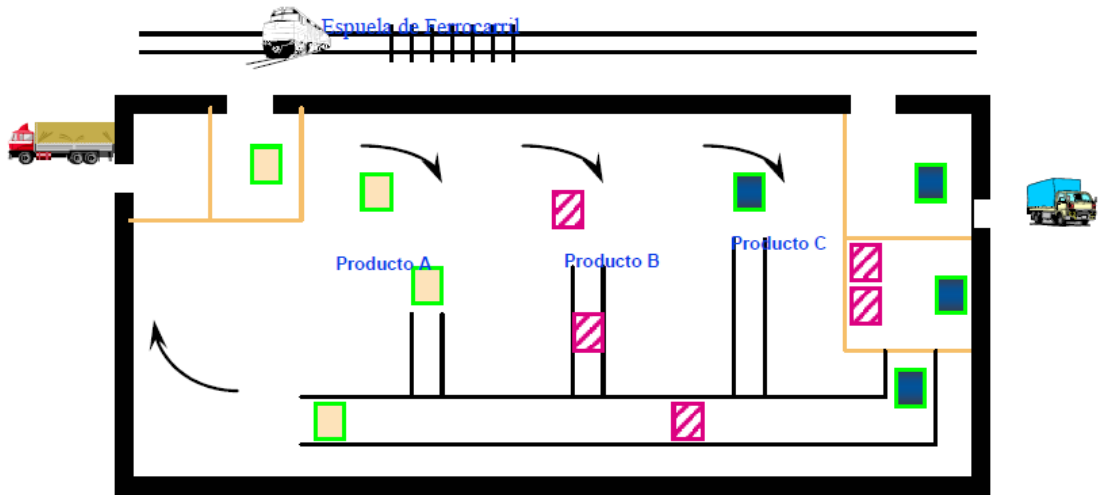 Espuela de Ferrocarril
Producto A
Producto B
Producto C